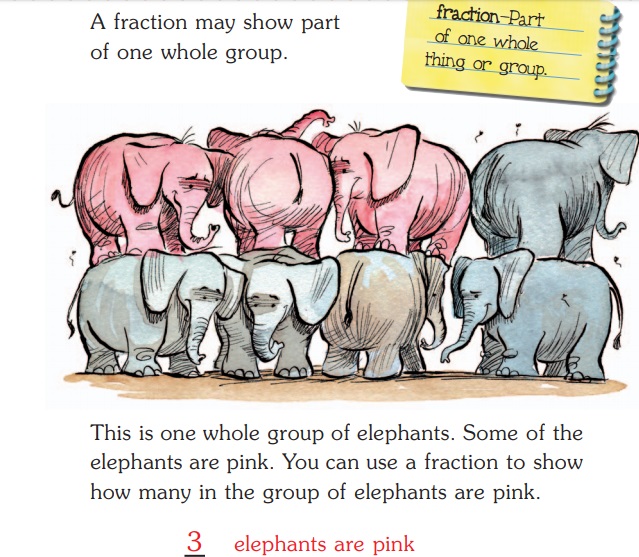 A fraction may show part
of one whole group.
fraction–Part
of one whole
thing or group.
This is one whole group of elephants. Some of the
elephants are pink. You can use a fraction to show
how many in the group of elephants are pink.
3 elephants are pink